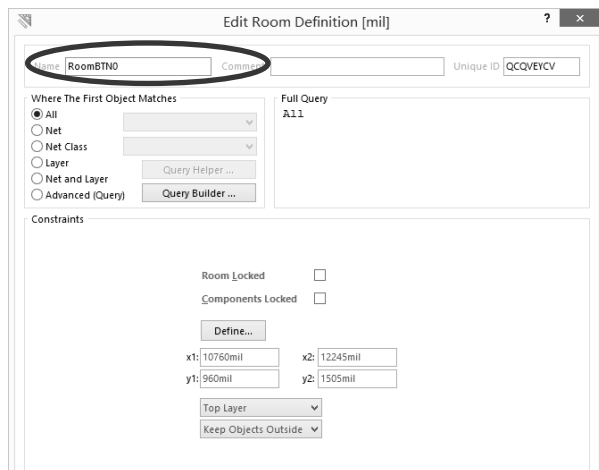 Edit Room Definition [mil]
? ×
Name RoomBTN0 Comment Unique ID QCQVEYCV
Where The First Object Matches
All
Net
Net Class
Layer
Net and Layer
Advanced (Query)
Query Helper ...
Query Builder ...
Full Query
All
Constraints
Room Locked
Components Locked
Define...
x1: 10760mil x2: 12245mil
y1: 960mil y2: 1505mil
Top Layer
Keep Objects Outside